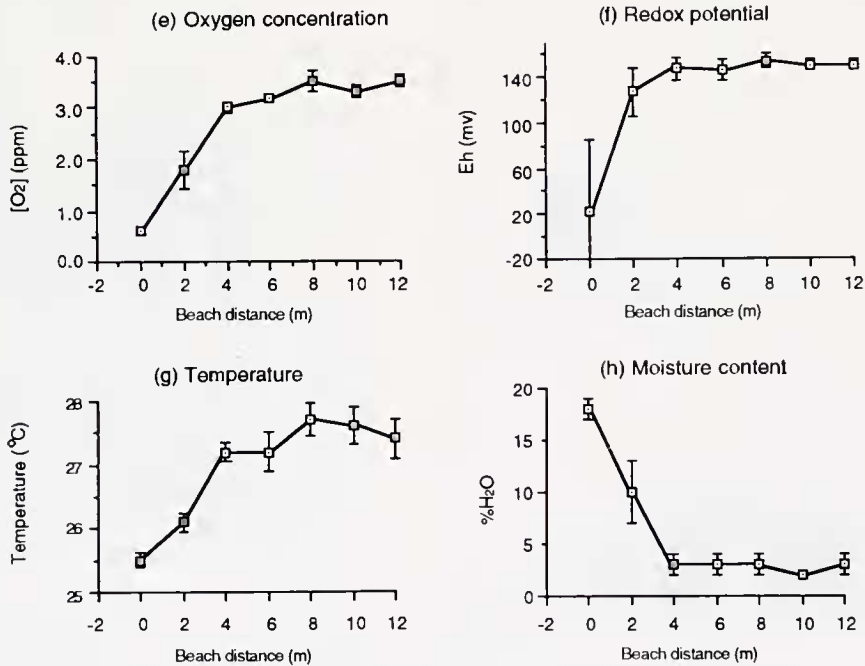 (e) Oxygen concentration
4.0
3.0
2.0
1.0
0.0
[O2] (ppm)
-2 0 2 4 6 8 10 12
Beach distance (m)
(f) Redox potential
140
100
60
20
-20
Eh (mv)
-2 0 2 4 6 8 10 12
Beach distance (m)
(g) Temperature
28
27
26
25
Temperature (°C)
-2 0 2 4 6 8 10 12
Beach distance (m)
(h) Moisture content
20
15
10
5
0
%H2O
-2 0 2 4 6 8 10 12
Beach distance (m)